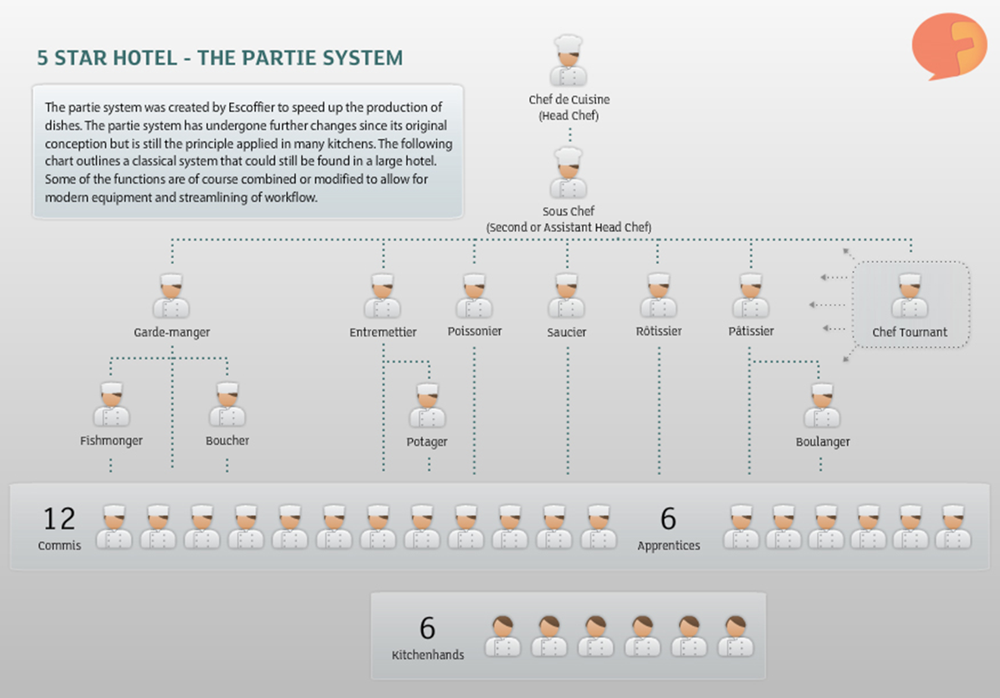 5 STAR HOTEL - THE PARTIE SYSTEM
The partie system was created by Escoffier to speed up the production of
dishes. The partie system has undergone further changes since its original
conception but is still the principle applied in many kitchens. The following
chart outlines a classical system that could still be found in a large hotel.
Some of the functions are of course combined or modified to allow for
modern equipment and streamlining of workflow.
F
Chef de Cuisine
(Head Chef)
Sous Chef
(Second or Assistant Head Chef)
Garde-manger
Entremettier
Poissonier
Saucier
Rôtissier
Pâtissier
Chef Tournant
Fishmonger
Boucher
Potager
Boulanger
12
Commis
6
Apprentices
6
Kitchenhands